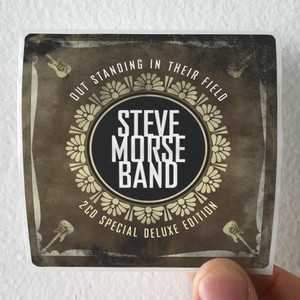 OUT STANDING IN THEIR FIELD
STEVE
MORSE
BAND
2CD SPECIAL DELUXE EDITION